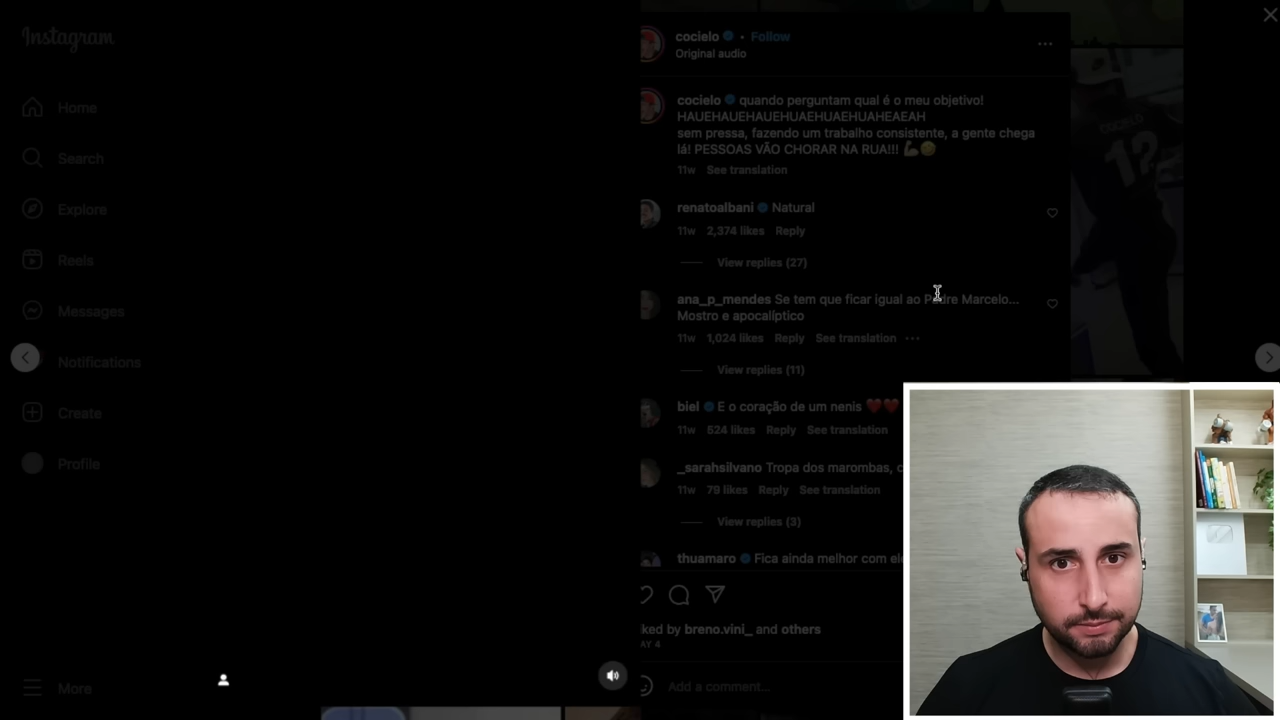 Instagram
Home
Search
Explore
Reels
Messages
Notifications
Create
Profile
More
cocielo • Follow
Original audio
cocielo quando perguntam qual é o meu objetivo!
HAUEHAUEHAUEHUAEHUAEHUAHEAEAH
sem pressa, fazendo um trabalho consistente, a gente chega
lá! PESSOAS VÃO CHORAR NA RUA!!! 💪🥲
11w See translation
renatoalbani Natural
11w 2,374 likes Reply
View replies (27)
ana_p_mendes Se tem que ficar igual ao Padre Marcelo...
Mostro e apocalíptico
11w 1,024 likes Reply See translation
View replies (11)
biel E o coração de um nenis ❤️❤️
11w 524 likes Reply See translation
_sarahsilvano Tropa dos marombas,
11w 79 likes Reply See translation
View replies (3)
thuamaro Fica ainda melhor com
ked by breno.vini_ and others
AY 4
Add a comment...
COCIELO
12